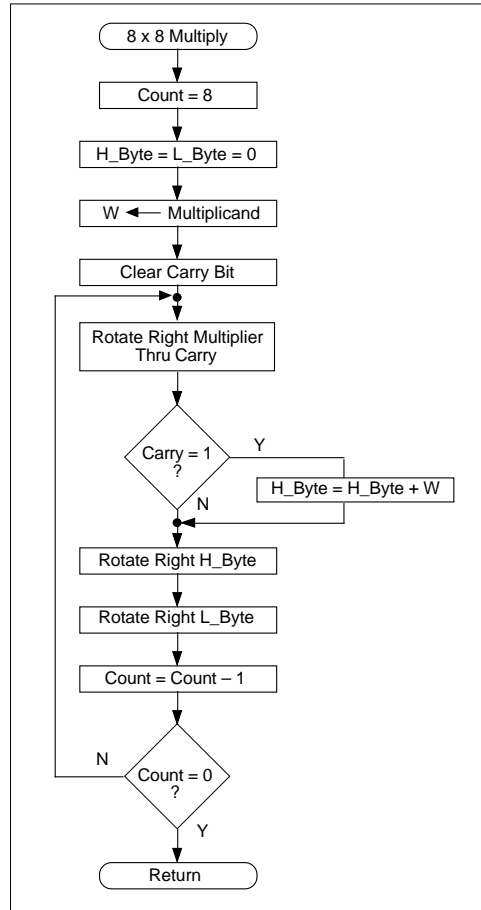 8 x 8 Multiply
Count = 8
H_Byte = L_Byte = 0
W Multiplicand
Clear Carry Bit
Rotate Right Multiplier
Thru Carry
Carry = 1
?
Y
H_Byte = H_Byte + W
N
Rotate Right H_Byte
Rotate Right L_Byte
Count = Count – 1
N
Count = 0
?
Y
Return